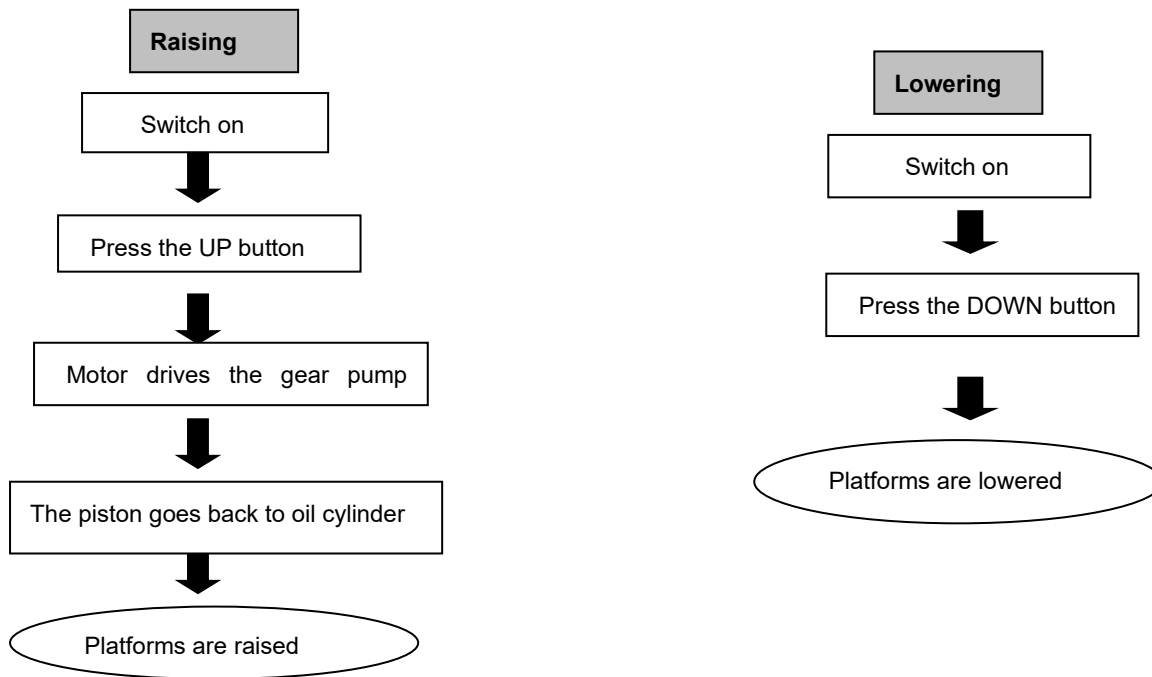 Raising
Switch on
Press the UP button
Motor drives the gear pump
The piston goes back to oil cylinder
Platforms are raised
Lowering
Switch on
Press the DOWN button
Platforms are lowered